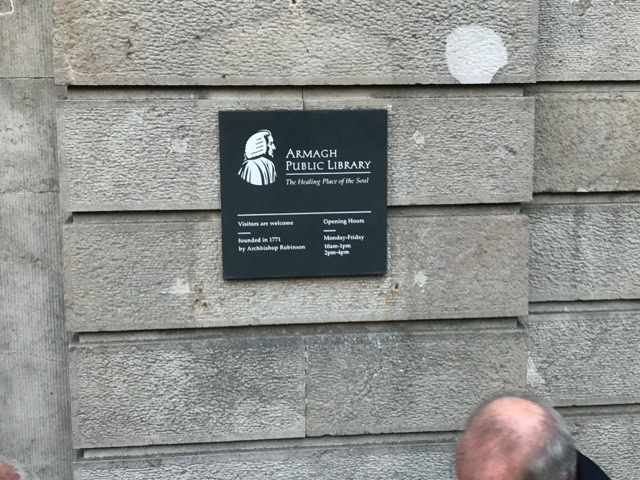 ARMAGH
PUBLIC LIBRARY
The Healing Place of the Soul
Visitors are welcome
founded in 1771
by Archbishop Robinson
Opening Hours
Monday-Friday
10am-1pm
2pm-4pm